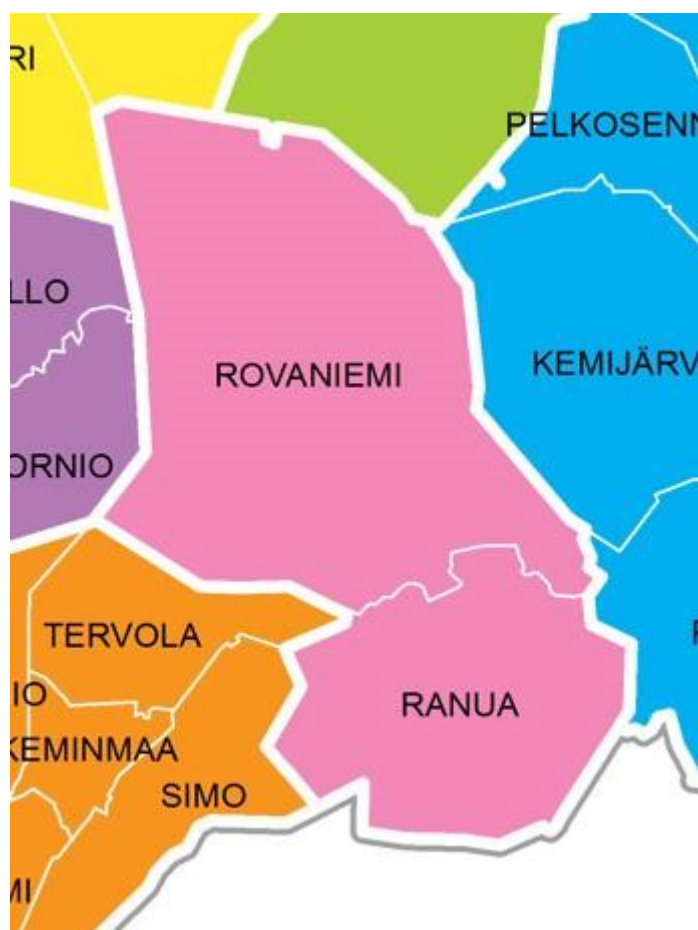 RI
PELKOSENN
LLO
ROVANIEMI
KEMIJÄRV
ORNIO
TERVOLA
IO
RANUA
KEMINMAA
SIMO
MI